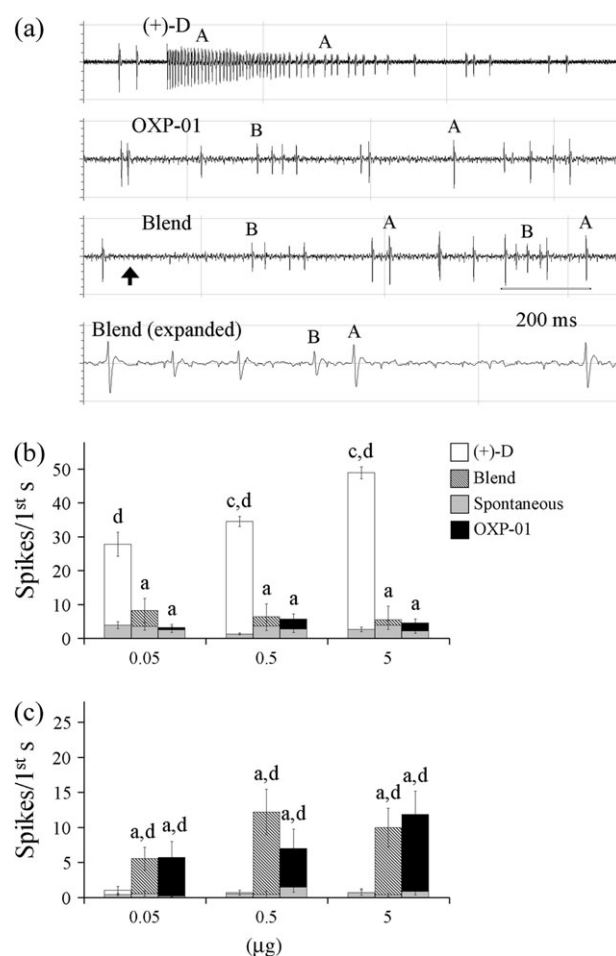 (a)
(+)-D
A
A
OXP-01
B
A
Blend
B
A
B
A
Blend (expanded)
B
A
200 ms
(b)
Spikes/1st s
50
40
30
20
10
0
d
a
a
c,d
a
a
c,d
a
a
0.05
0.5
5
(+)-D
Blend
Spontaneous
OXP-01
(c)
Spikes/1st s
25
20
15
10
5
0
a,d
a,d
a,d
a,d
a,d
a,d
0.05
0.5
5
(µg)